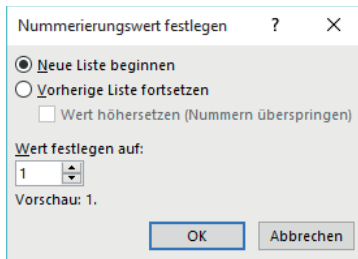 Nummerierungswert festlegen ? ×
Neue Liste beginnen
Vorherige Liste fortsetzen
Wert höhersetzen (Nummern überspringen)
Wert festlegen auf:
1
Vorschau: 1.
OK Abbrechen